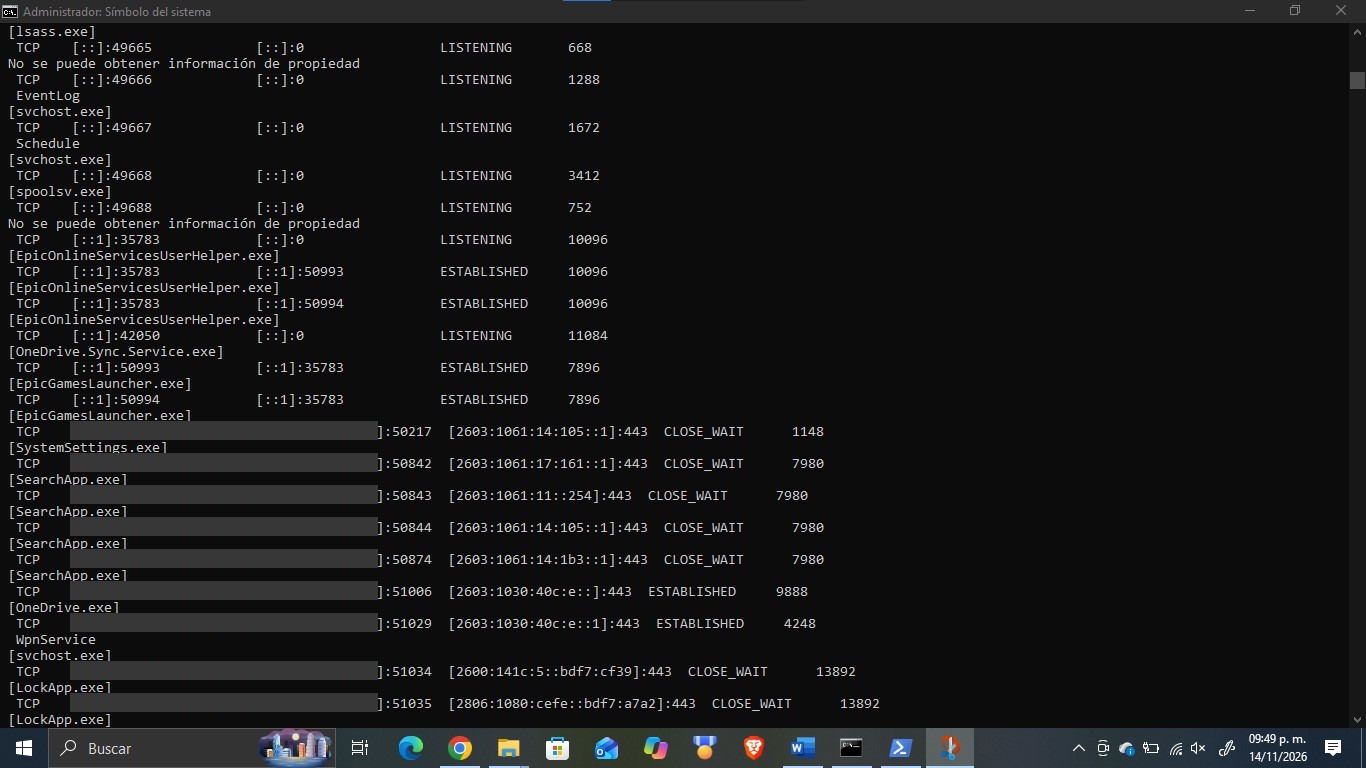 Administrador: Símbolo del sistema
[lsass.exe]
TCP [::]:49665 [::]:0 LISTENING 668
No se puede obtener información de propiedad
TCP [::]:49666 [::]:0 LISTENING 1288
EventLog
[svchost.exe]
TCP [::]:49667 [::]:0 LISTENING 1672
Schedule
[svchost.exe]
TCP [::]:49668 [::]:0 LISTENING 3412
[spoolsv.exe]
TCP [::]:49688 [::]:0 LISTENING 752
No se puede obtener información de propiedad
TCP [::1]:35783 [::]:0 LISTENING 10096
[EpicOnlineServicesUserHelper.exe]
TCP [::1]:35783 [::1]:50993 ESTABLISHED 10096
[EpicOnlineServicesUserHelper.exe]
TCP [::1]:35783 [::1]:50994 ESTABLISHED 10096
[EpicOnlineServicesUserHelper.exe]
TCP [::1]:42050 [::]:0 LISTENING 11084
[OneDrive.Sync.Service.exe]
TCP [::1]:50993 [::1]:35783 ESTABLISHED 7896
[EpicGamesLauncher.exe]
TCP [::1]:50994 [::1]:35783 ESTABLISHED 7896
[EpicGamesLauncher.exe]
TCP ]:50217 [2603:1061:14:105::1]:443 CLOSE_WAIT 1148
[SystemSettings.exe]
TCP ]:50842 [2603:1061:17:161::1]:443 CLOSE_WAIT 7980
[SearchApp.exe]
TCP ]:50843 [2603:1061:11::254]:443 CLOSE_WAIT 7980
[SearchApp.exe]
TCP ]:50844 [2603:1061:14:105::1]:443 CLOSE_WAIT 7980
[SearchApp.exe]
TCP ]:50874 [2603:1061:14:1b3::1]:443 CLOSE_WAIT 7980
[SearchApp.exe]
TCP ]:51006 [2603:1030:40c:e::]:443 ESTABLISHED 9888
[OneDrive.exe]
TCP ]:51029 [2603:1030:40c:e::1]:443 ESTABLISHED 4248
WpnService
[svchost.exe]
TCP ]:51034 [2600:141c:5::bdf7:cf39]:443 CLOSE_WAIT 13892
[LockApp.exe]
TCP ]:51035 [2806:1080:cefe::bdf7:a7a2]:443 CLOSE_WAIT 13892
[LockApp.exe]
Buscar
09:49 p. m.
14/11/2026